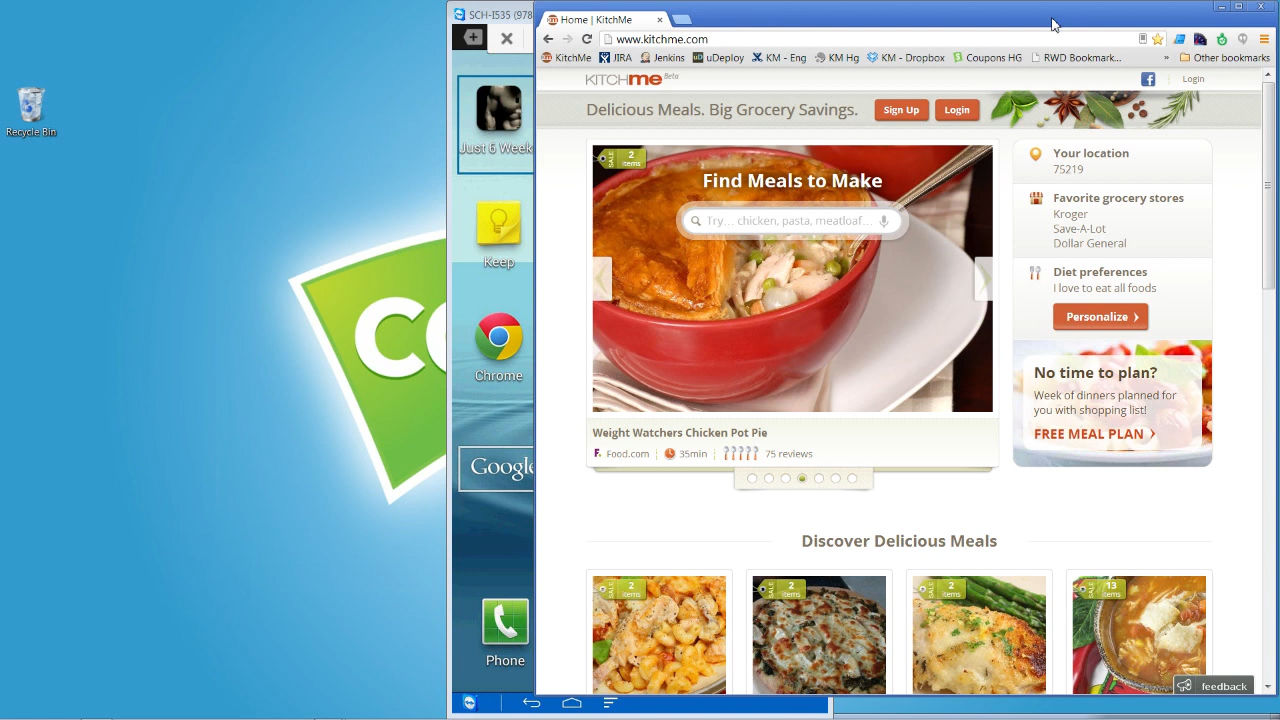 Recycle Bin
CO
SCH-I535 (978
Just 6 Week
Keep
Chrome
Google
Phone
Home | KitchMe
www.kitchme.com
KitchMe JIRA Jenkins uDeploy KM - Eng KM Hg KM - Dropbox Coupons HG RWD Bookmark... » Other bookmarks
KITCHme Beta
Login
Delicious Meals. Big Grocery Savings. Sign Up Login
SALE 2 items
Find Meals to Make
Try... chicken, pasta, meatloaf...
Weight Watchers Chicken Pot Pie
Food.com 35min 75 reviews
Your location
75219
Favorite grocery stores
Kroger
Save-A-Lot
Dollar General
Diet preferences
I love to eat all foods
Personalize
No time to plan?
Week of dinners planned for
you with shopping list!
FREE MEAL PLAN
Discover Delicious Meals
SALE 2 items
SALE 2 items
SALE 2 items
SALE 13 items
feedback